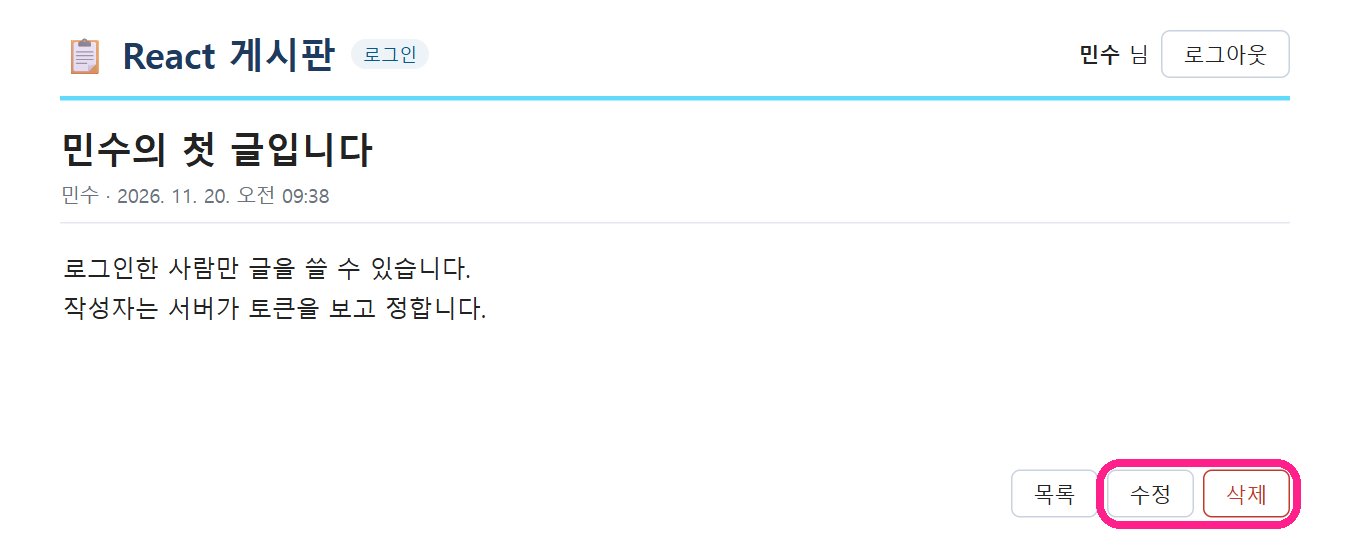 React 게시판 로그인 민수 님 로그아웃
민수의 첫 글입니다
민수 · 2026. 11. 20. 오전 09:38
로그인한 사람만 글을 쓸 수 있습니다.
작성자는 서버가 토큰을 보고 정합니다.
목록 수정 삭제